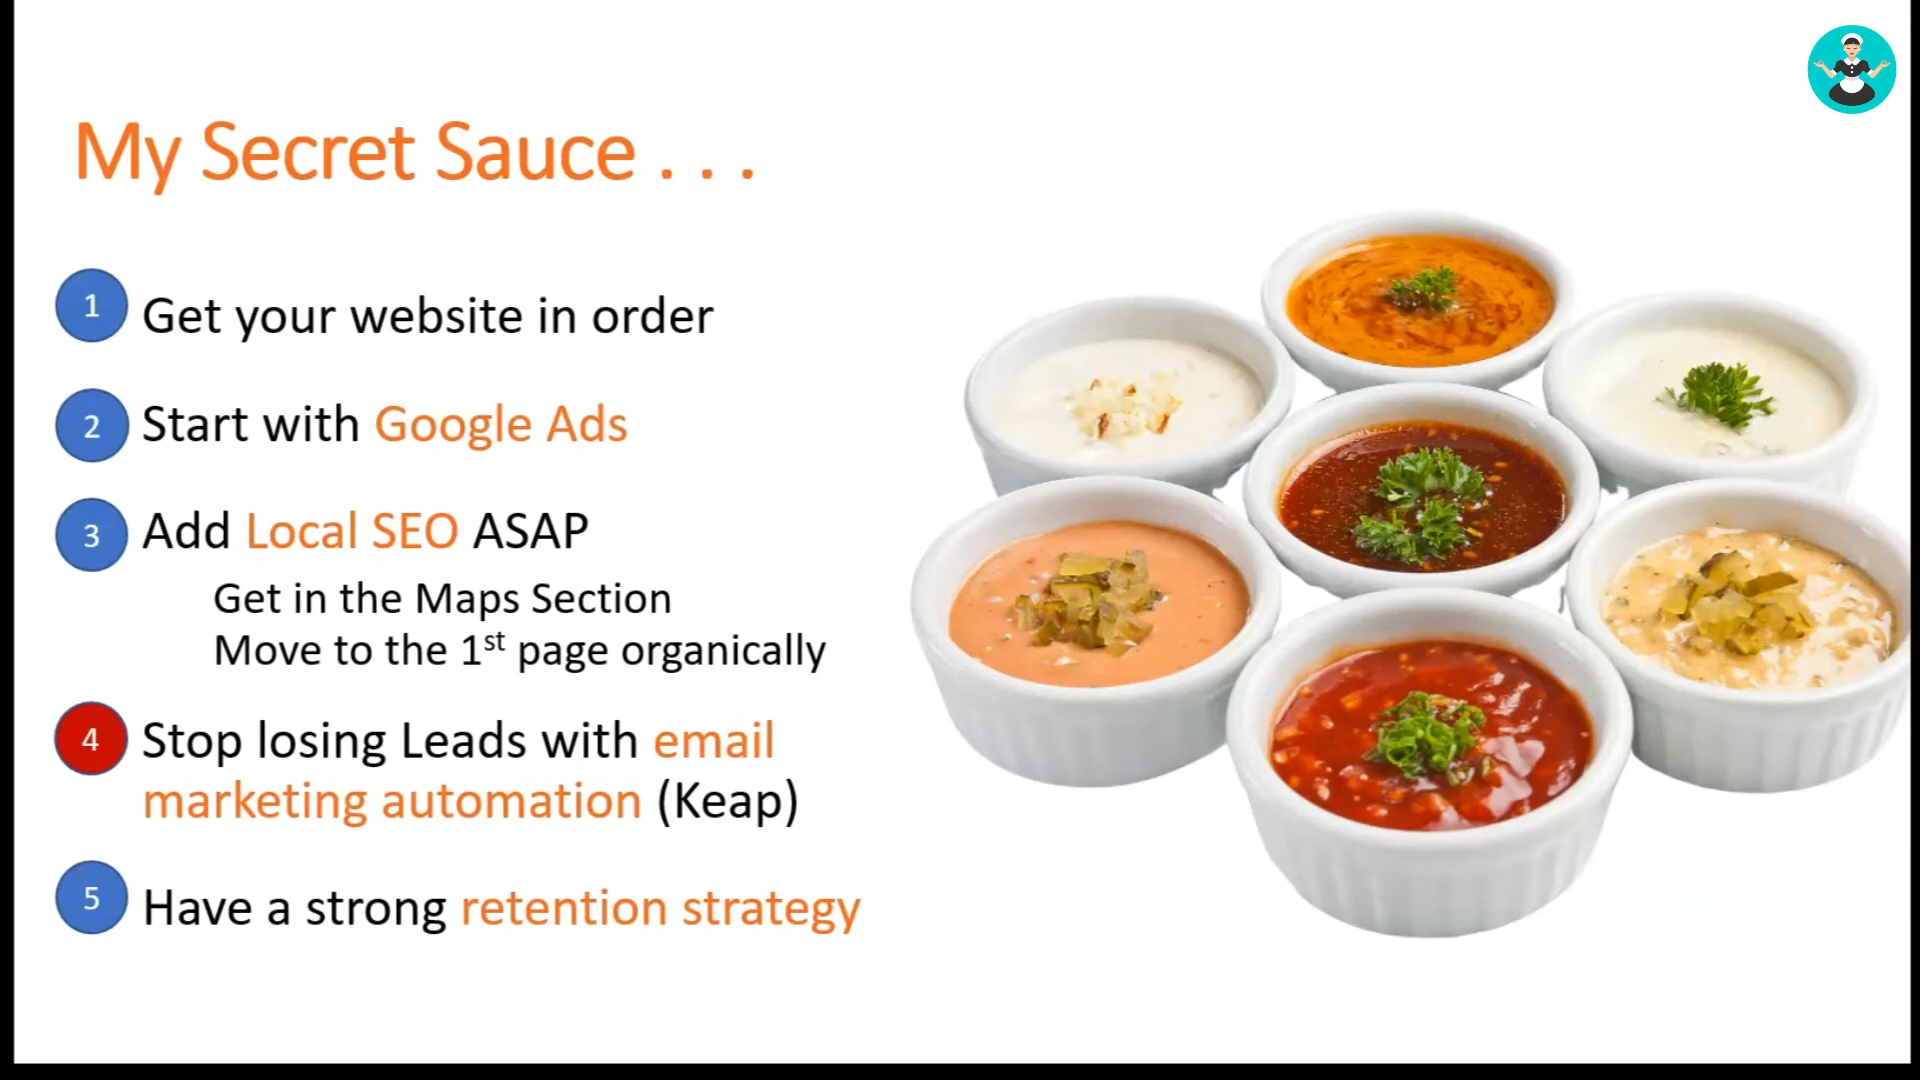 My Secret Sauce . . .
1 Get your website in order
2 Start with Google Ads
3 Add Local SEO ASAP
Get in the Maps Section
Move to the 1st page organically
4 Stop losing Leads with email
marketing automation (Keap)
5 Have a strong retention strategy